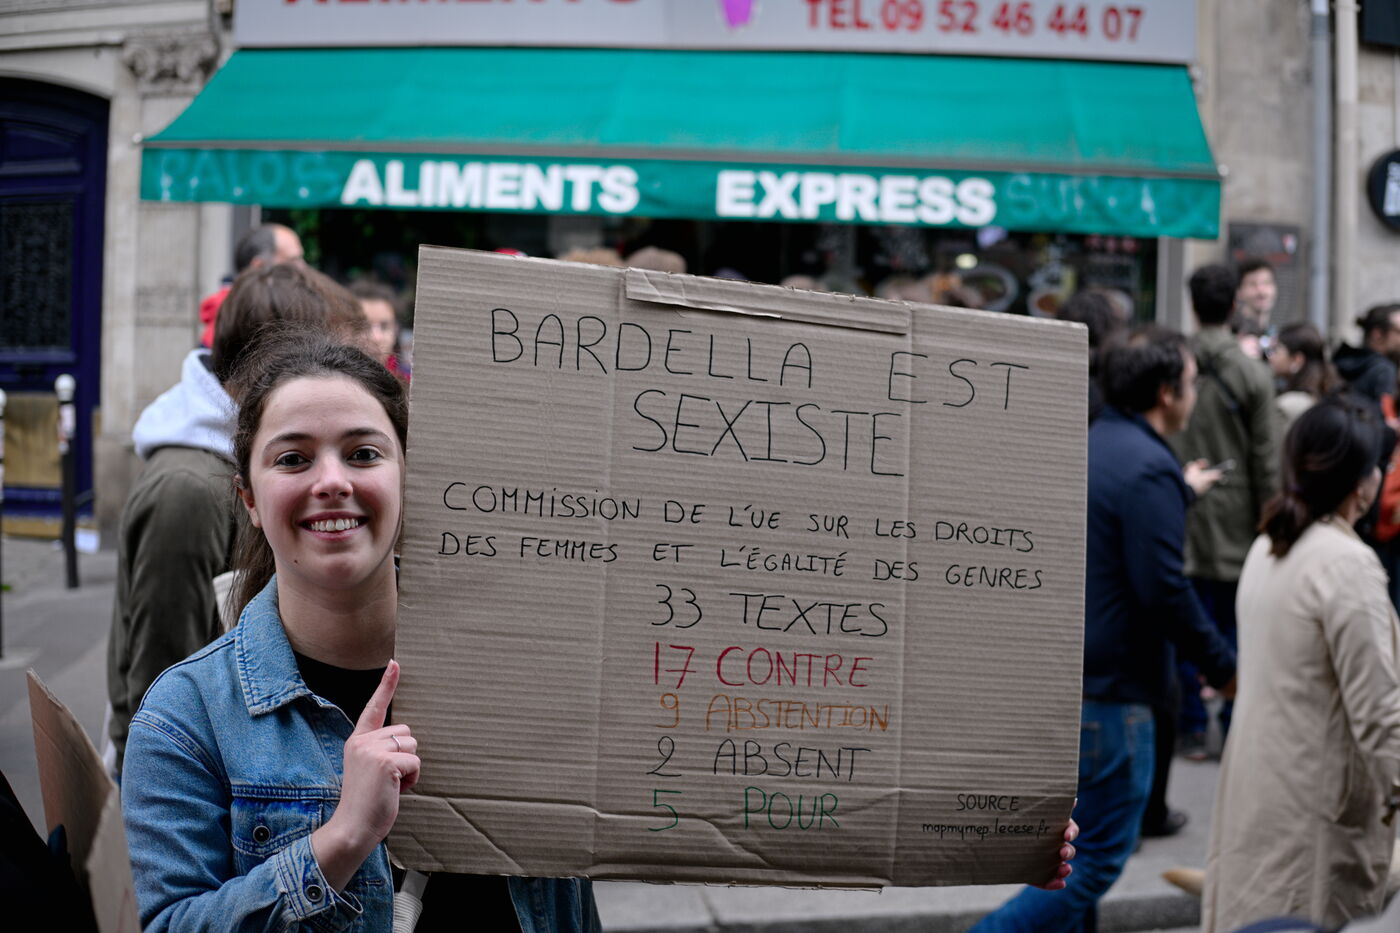 ALIMENTS
TEL 09 52 46 44 07
ALIMENTS EXPRESS
BARDELLA EST
SEXISTE
COMMISSION DE L'UE SUR LES DROITS
DES FEMMES ET L'ÉGALITÉ DES GENRES
33 TEXTES
17 CONTRE
9 ABSTENTION
2 ABSENT
5 POUR
SOURCE
mapmymep.lecese.fr